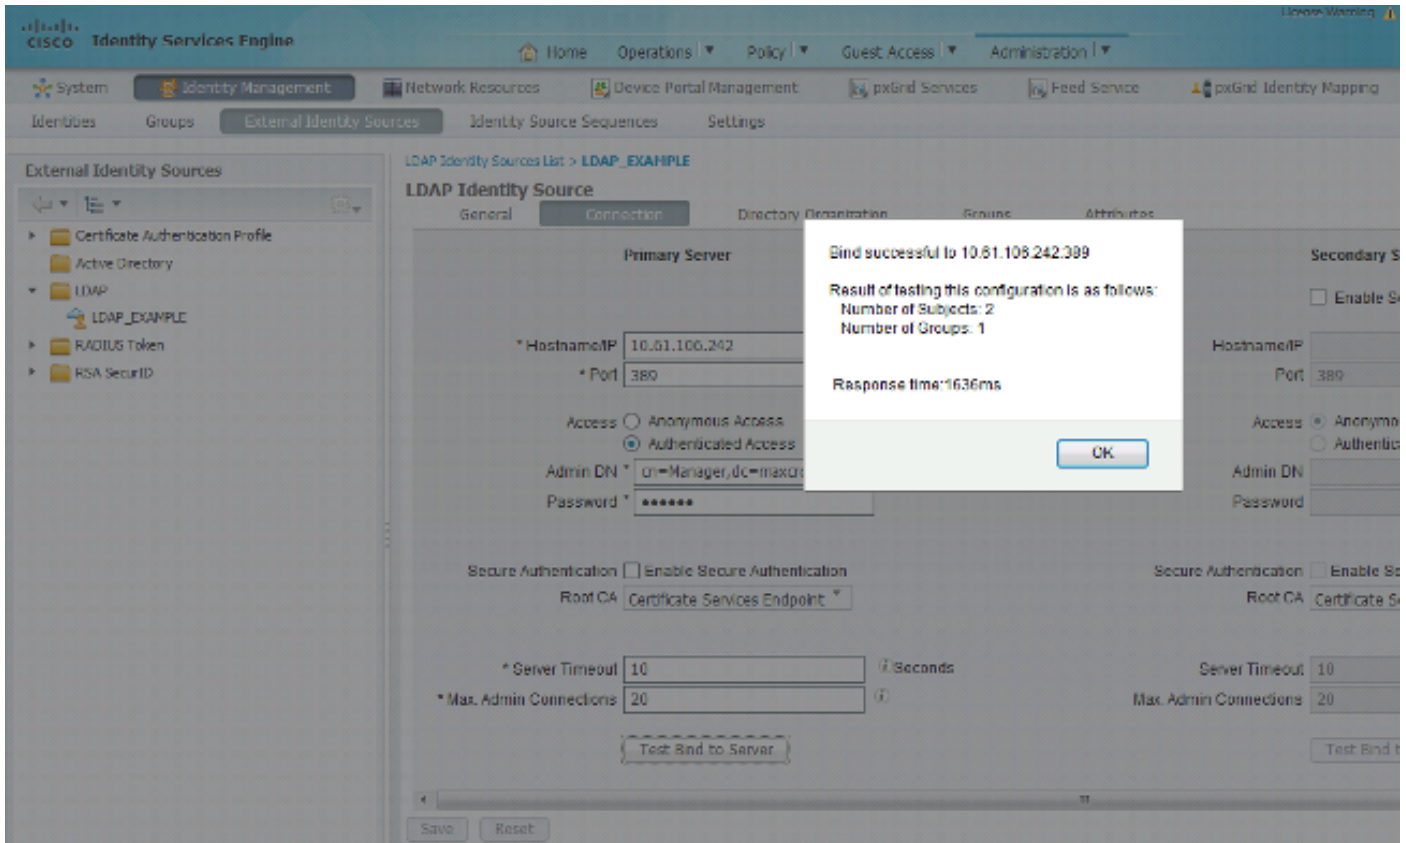 License Warning
CISCO Identity Services Engine
Home Operations Policy Guest Access Administration
System Identity Management Network Resources Device Portal Management pxGrid Services Feed Service pxGrid Identity Mapping
Identities Groups External Identity Sources Identity Source Sequences Settings
External Identity Sources
Certificate Authentication Profile
Active Directory
LDAP
LDAP_EXAMPLE
RADIUS Token
RSA SecurID
LDAP Identity Sources List > LDAP_EXAMPLE
LDAP Identity Source
General Connection Directory Organization Groups Attributes
Primary Server
* Hostname/IP 10.61.106.242
* Port 389
Access Anonymous Access
Authenticated Access
Admin DN * cn=Manager,dc=maxcr
Password * ••••••
Secure Authentication Enable Secure Authentication
Root CA Certificate Services Endpoint
* Server Timeout 10 Seconds
* Max. Admin Connections 20
Test Bind to Server
Save Reset
Bind successful to 10.61.106.242:389
Result of testing this configuration is as follows:
Number of Subjects: 2
Number of Groups: 1
Response time:1636ms
OK
Secondary S
Enable Se
Hostname/IP
Port 389
Access Anonymo
Authentic
Admin DN
Password
Secure Authentication Enable Se
Root CA Certificate S
Server Timeout 10
Max. Admin Connections 20
Test Bind t